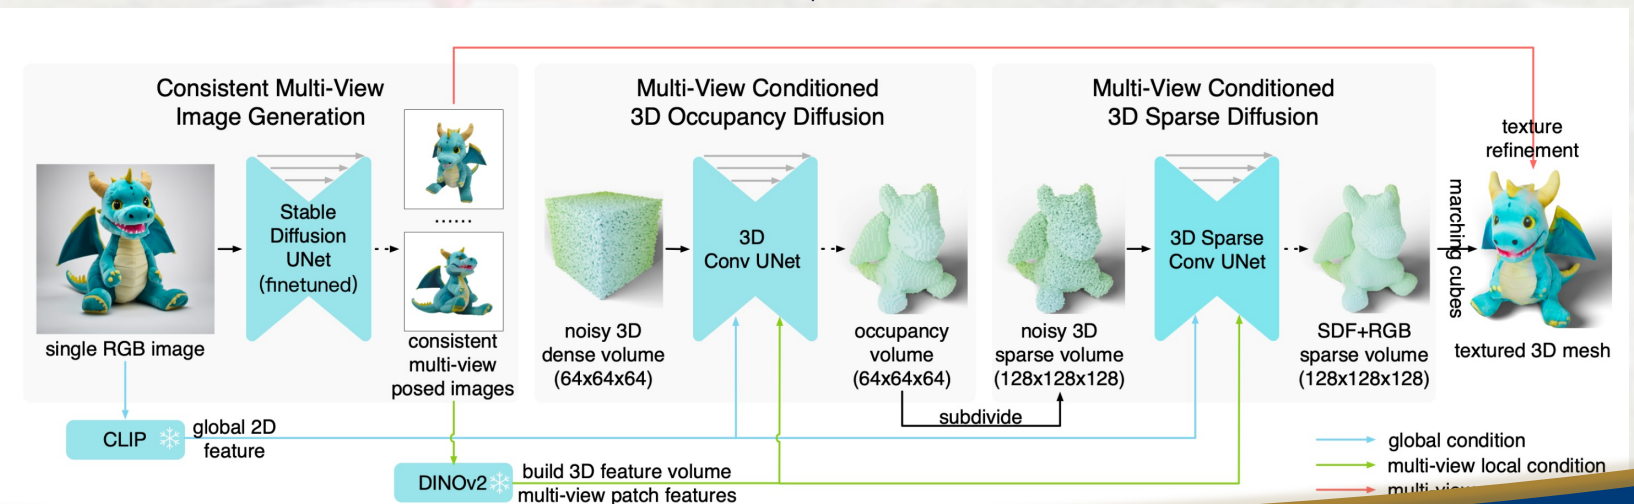 Consistent Multi-View
Image Generation
Multi-View Conditioned
3D Occupancy Diffusion
Multi-View Conditioned
3D Sparse Diffusion
texture
refinement
Stable
Diffusion
UNet
(finetuned)
......
3D
Conv UNet
3D Sparse
Conv UNet
marching cubes
single RGB image
consistent
multi-view
posed images
noisy 3D
dense volume
(64x64x64)
occupancy
volume
(64x64x64)
noisy 3D
sparse volume
(128x128x128)
SDF+RGB
sparse volume
(128x128x128)
textured 3D mesh
subdivide
CLIP
global 2D
feature
DINOv2
build 3D feature volume
multi-view patch features
global condition
multi-view local condition